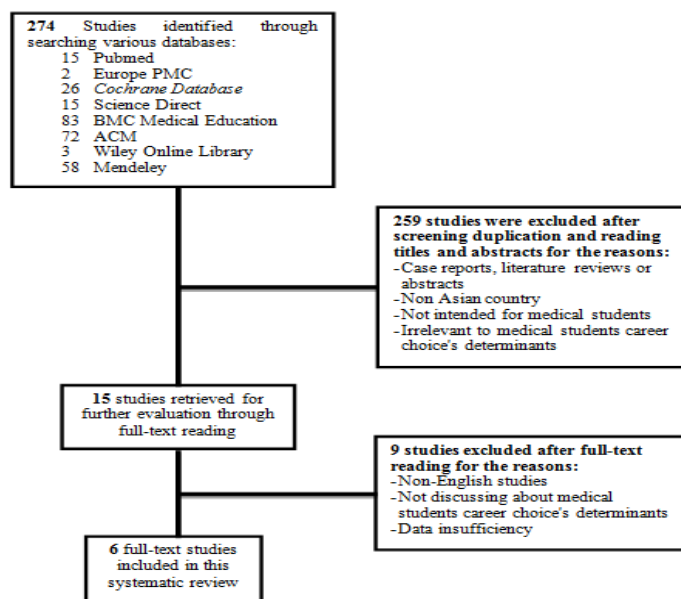 274 Studies identified through
searching various databases:
15 Pubmed
2 Europe PMC
26 Cochrane Database
15 Science Direct
83 BMC Medical Education
72 ACM
3 Wiley Online Library
58 Mendeley
259 studies were excluded after
screening duplication and reading
titles and abstracts for the reasons:
-Case reports, literature reviews or
abstracts
-Non Asian country
-Not intended for medical students
-Irrelevant to medical students career
choice's determinants
15 studies retrieved for
further evaluation through
full-text reading
9 studies excluded after full-text
reading for the reasons:
-Non-English studies
-Not discussing about medical
students career choice's determinants
-Data insufficiency
6 full-text studies
included in this
systematic review